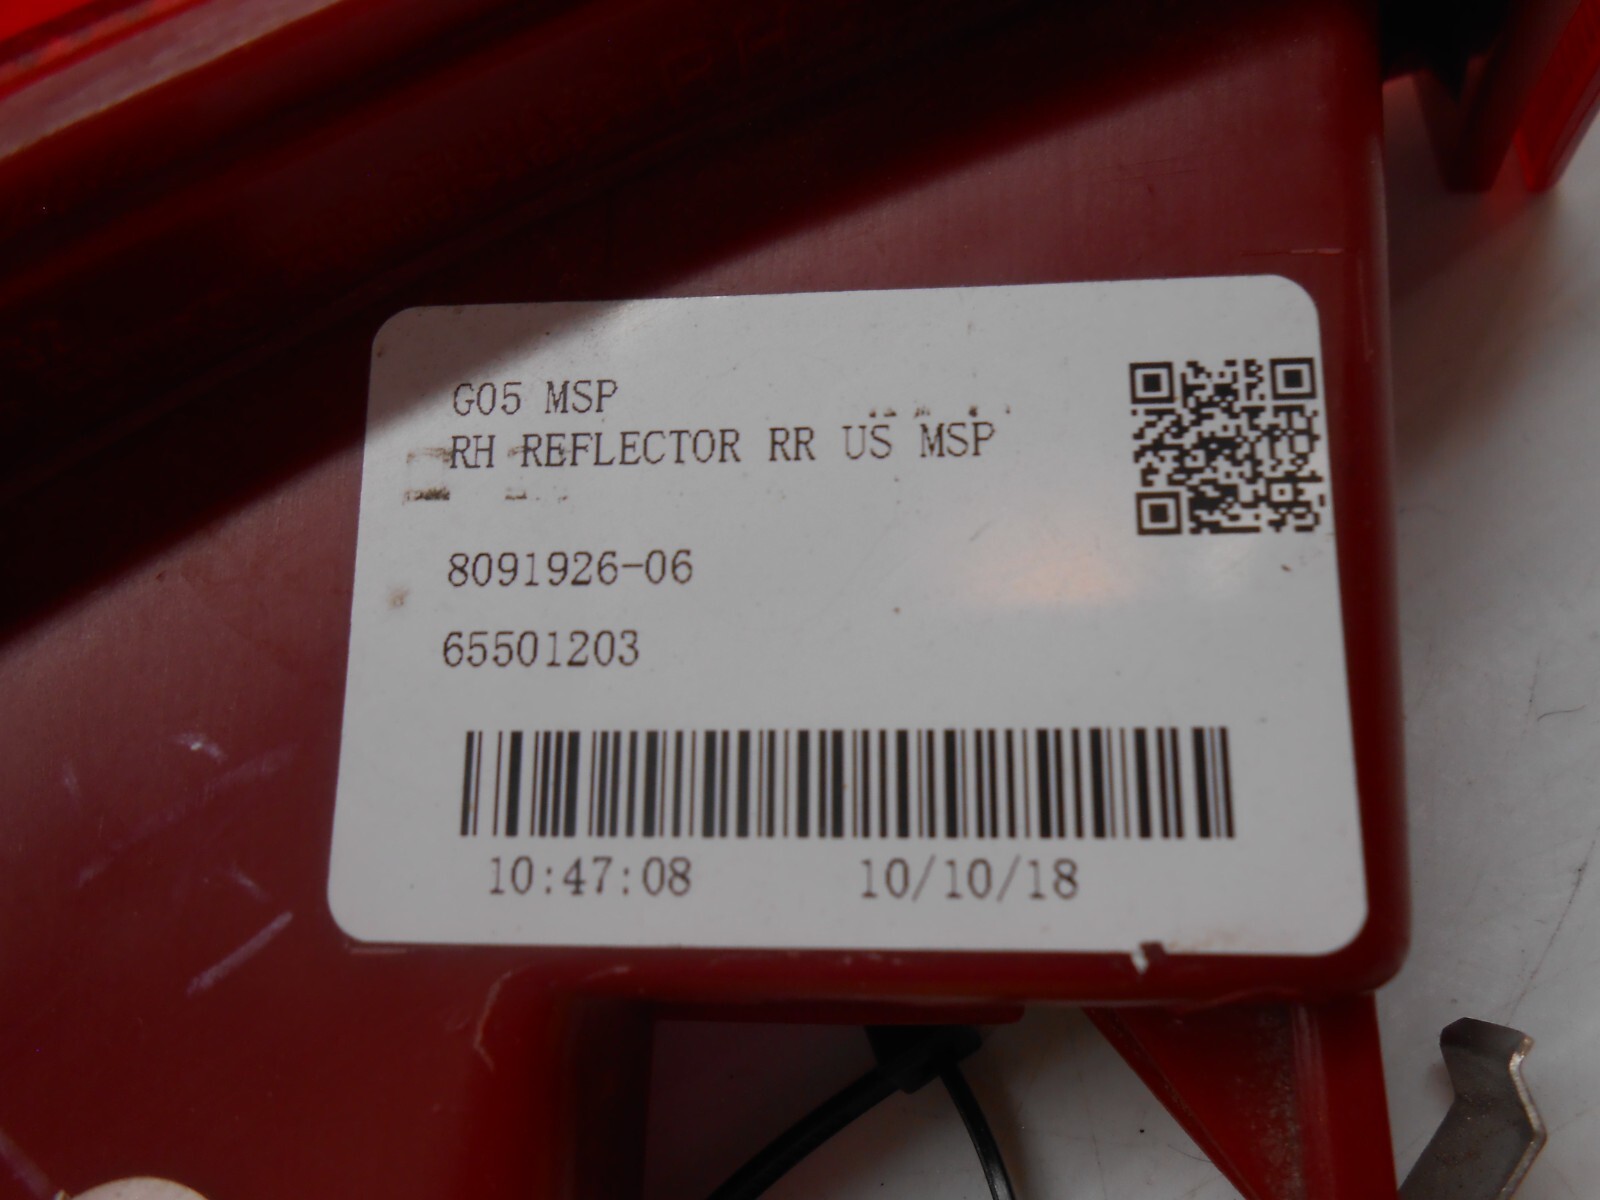 G05 MSP
RH REFLECTOR RR US MSP
8091926-06
65501203
10:47:08 10/10/18